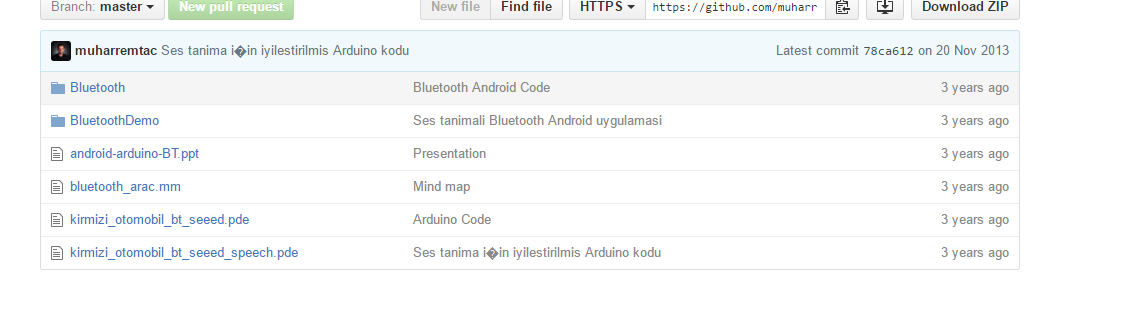 Branch: master New pull request New file Find file HTTPS https://github.com/muharr Download ZIP
muharremtac Ses tanima i�in iyilestirilmis Arduino kodu Latest commit 78ca612 on 20 Nov 2013
Bluetooth Bluetooth Android Code 3 years ago
BluetoothDemo Ses tanimali Bluetooth Android uygulamasi 3 years ago
android-arduino-BT.ppt Presentation 3 years ago
bluetooth_arac.mm Mind map 3 years ago
kirmizi_otomobil_bt_seeed.pde Arduino Code 3 years ago
kirmizi_otomobil_bt_seeed_speech.pde Ses tanima i�in iyilestirilmis Arduino kodu 3 years ago